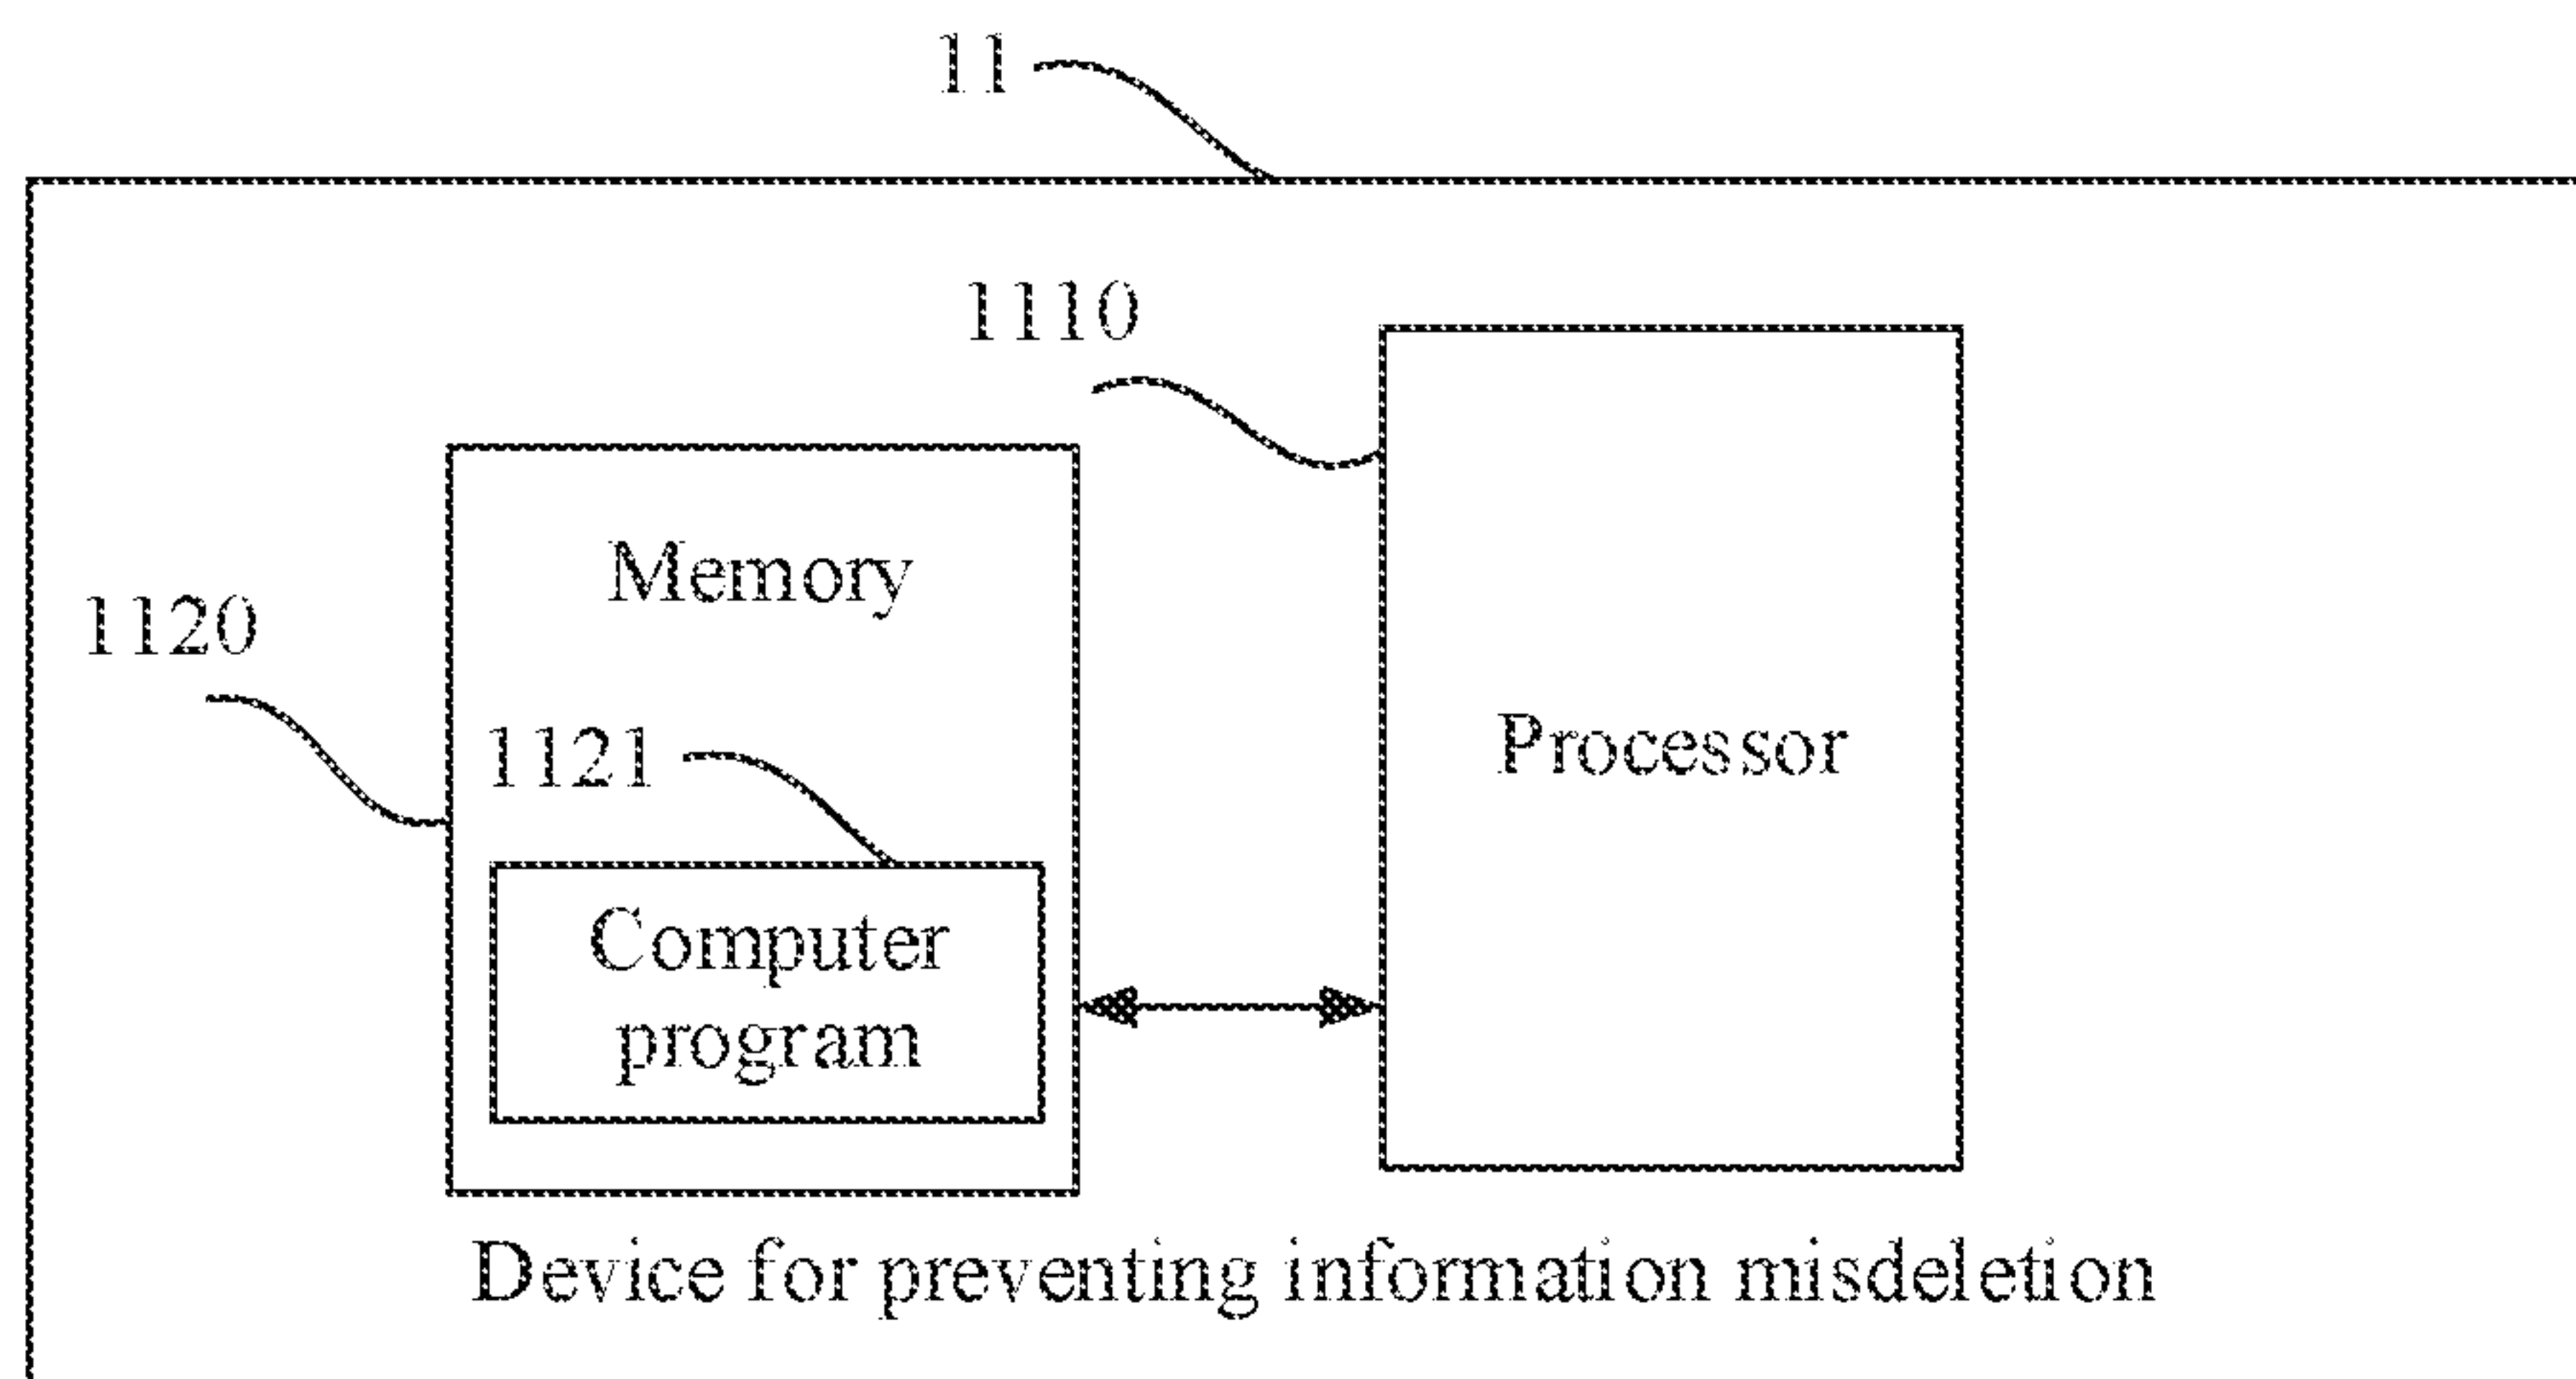 11
1110
Memory
1120
1121
Processor
Computer
program
Device for preventing information misdeletion